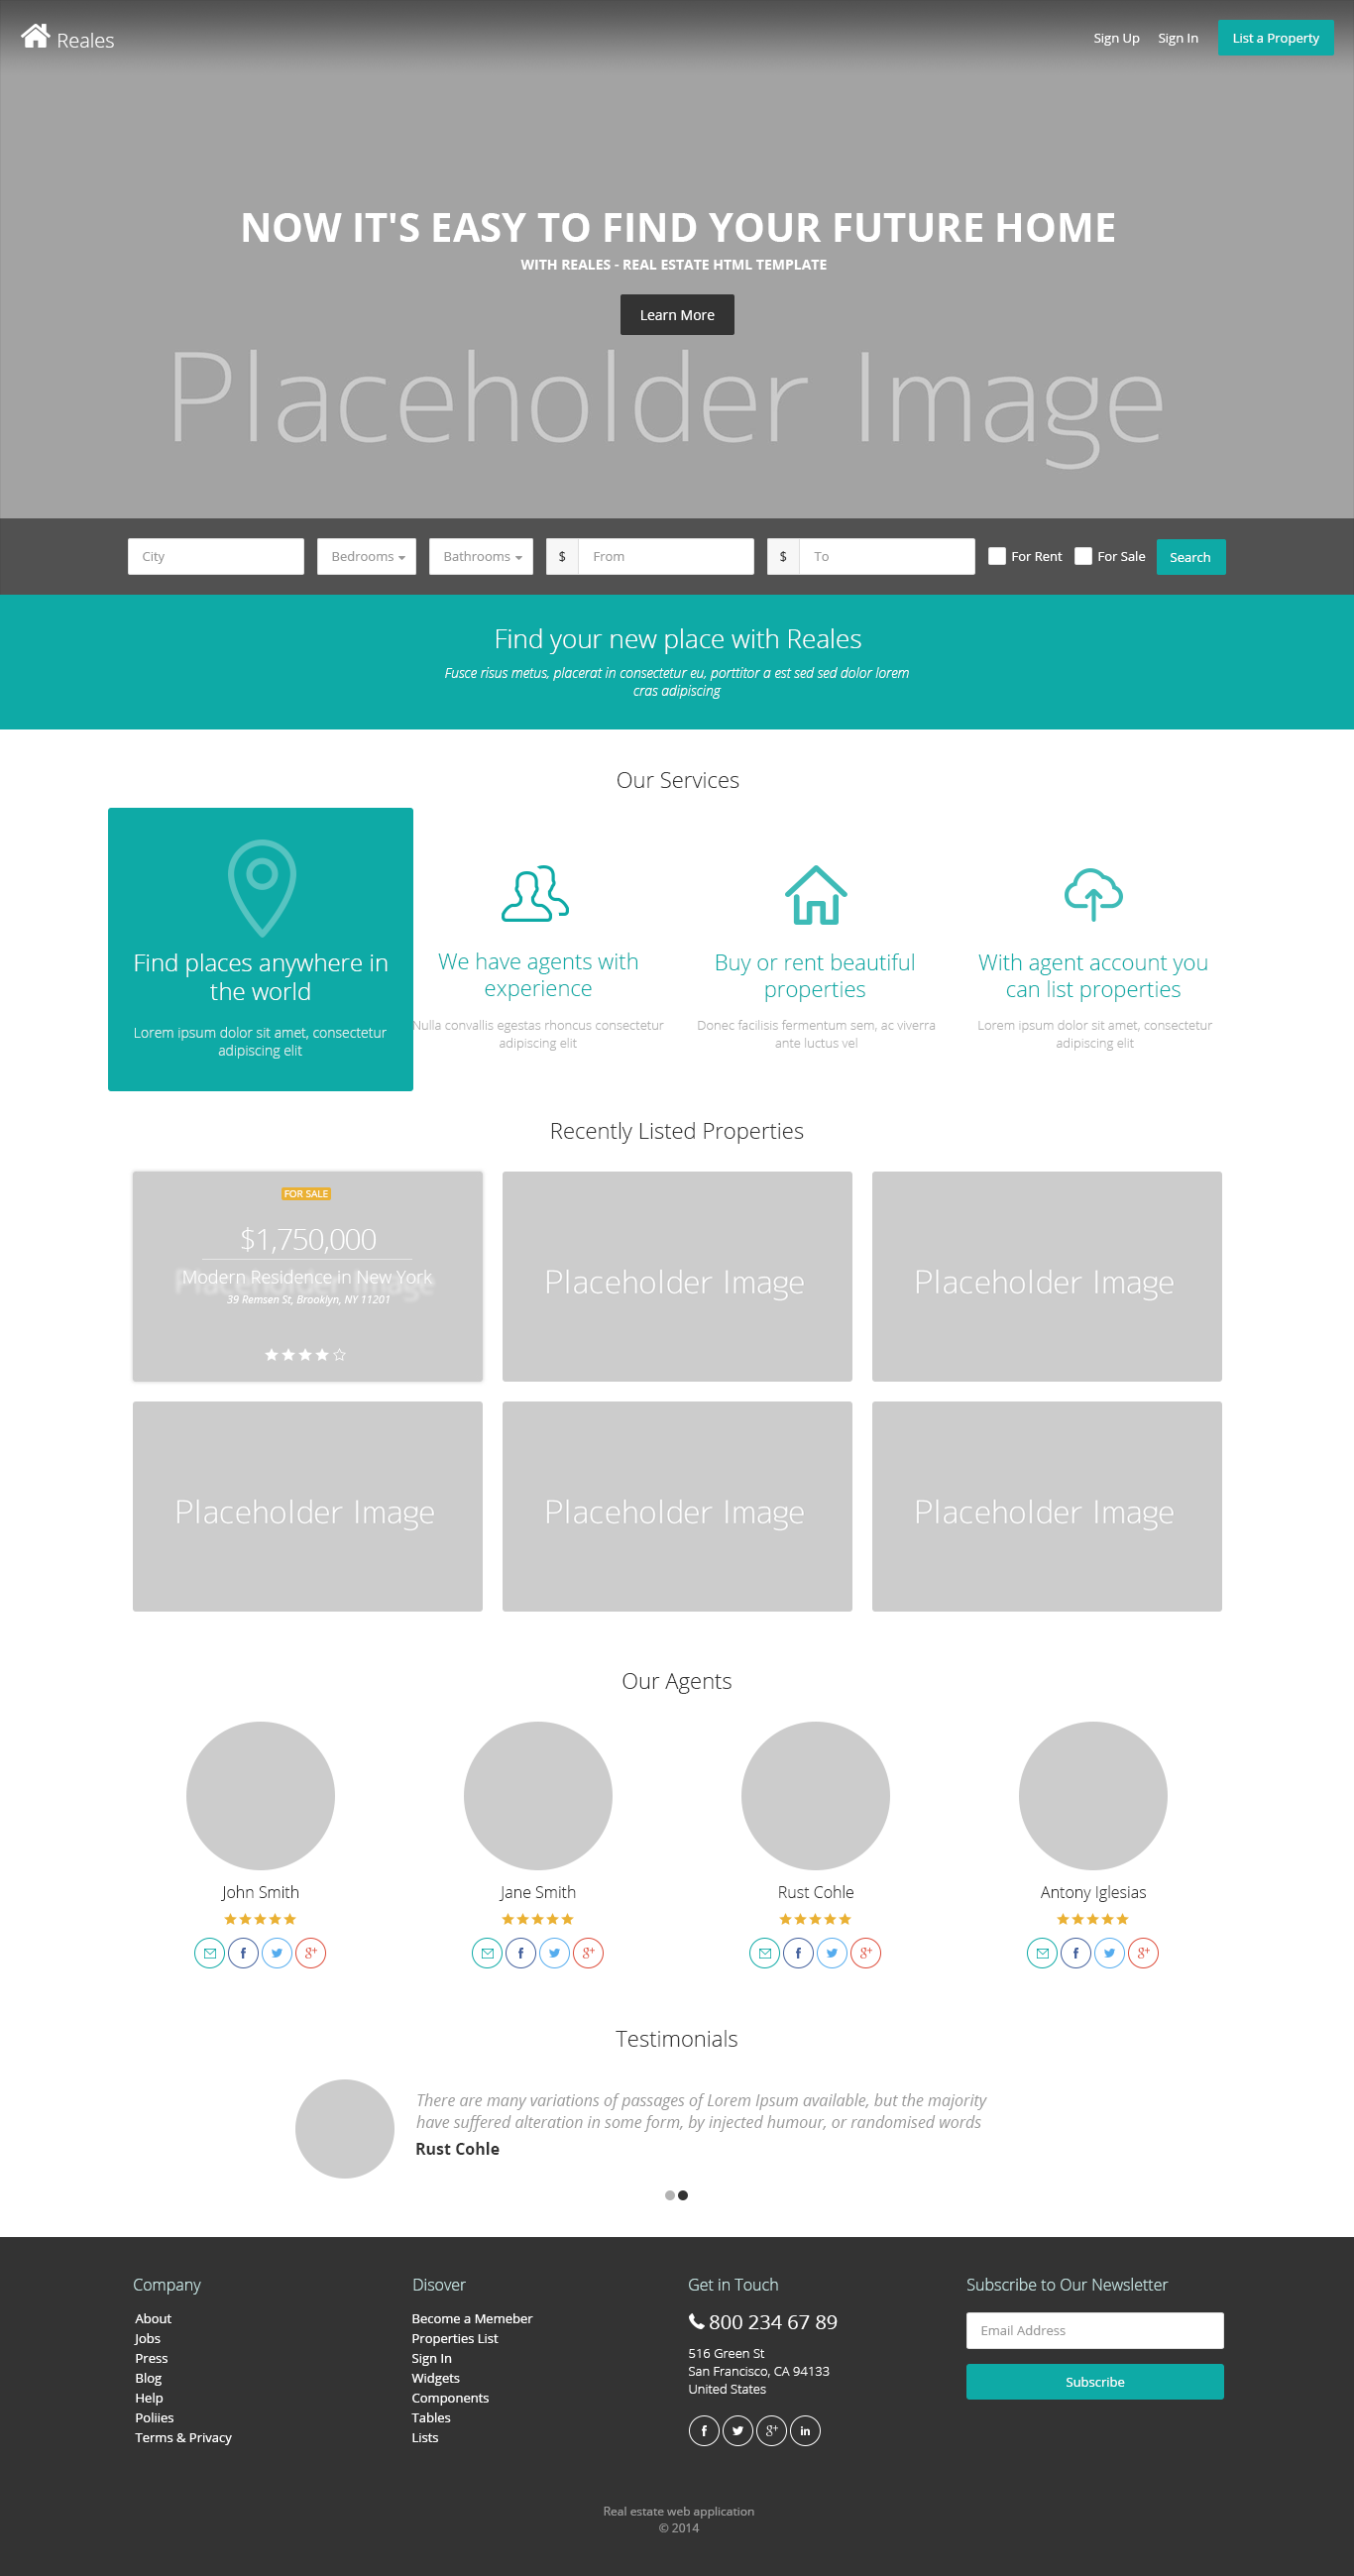 Reales
Sign Up
Sign In
List a Property
NOW IT'S EASY TO FIND YOUR FUTURE HOME
WITH REALES - REAL ESTATE HTML TEMPLATE
Learn More
Placeholder Image
City
Bedrooms
Bathrooms
$
From
$
To
For Rent
For Sale
Search
Find your new place with Reales
Fusce risus metus, placerat in consectetur eu, porttitor a est sed sed dolor lorem
cras adipiscing
Our Services
Find places anywhere in
the world
Lorem ipsum dolor sit amet, consectetur
adipiscing elit
We have agents with
experience
Nulla convallis egestas rhoncus consectetur
adipiscing elit
Buy or rent beautiful
properties
Donec facilisis fermentum sem, ac viverra
ante luctus vel
With agent account you
can list properties
Lorem ipsum dolor sit amet, consectetur
adipiscing elit
Recently Listed Properties
FOR SALE
$1,750,000
Modern Residence in New York
Placeholder Image
39 Remsen St, Brooklyn, NY 11201
Placeholder Image
Placeholder Image
Placeholder Image
Placeholder Image
Placeholder Image
Our Agents
John Smith
Jane Smith
Rust Cohle
Antony Iglesias
Testimonials
There are many variations of passages of Lorem Ipsum available, but the majority
have suffered alteration in some form, by injected humour, or randomised words
Rust Cohle
Company
About
Jobs
Press
Blog
Help
Poliies
Terms & Privacy
Disover
Become a Memeber
Properties List
Sign In
Widgets
Components
Tables
Lists
Get in Touch
800 234 67 89
516 Green St
San Francisco, CA 94133
United States
Subscribe to Our Newsletter
Email Address
Subscribe
Real estate web application
© 2014